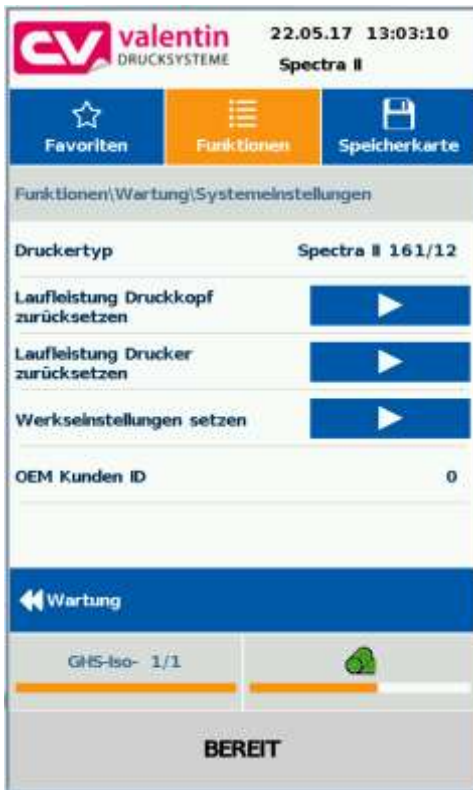 CV valentin
DRUCKSYSTEME
22.05.17 13:03:10
Spectra II
Favoriten
Funktionen
Speicherkarte
Funktionen\Wartung\Systemeinstellungen
Druckertyp Spectra II 161/12
Laufleistung Druckkopf
zurücksetzen
Laufleistung Drucker
zurücksetzen
Werkseinstellungen setzen
OEM Kunden ID 0
Wartung
GHS-Iso- 1/1
BEREIT